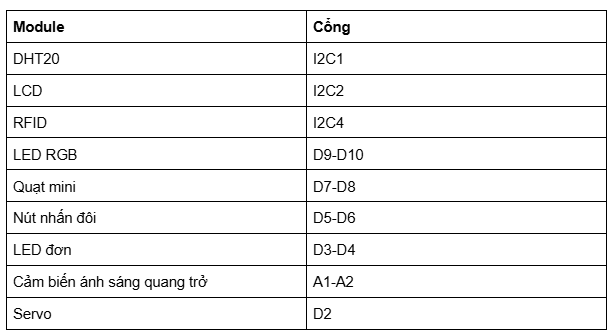 Module Cổng
DHT20 I2C1
LCD I2C2
RFID I2C4
LED RGB D9-D10
Quạt mini D7-D8
Nút nhấn đôi D5-D6
LED đơn D3-D4
Cảm biến ánh sáng quang trở A1-A2
Servo D2